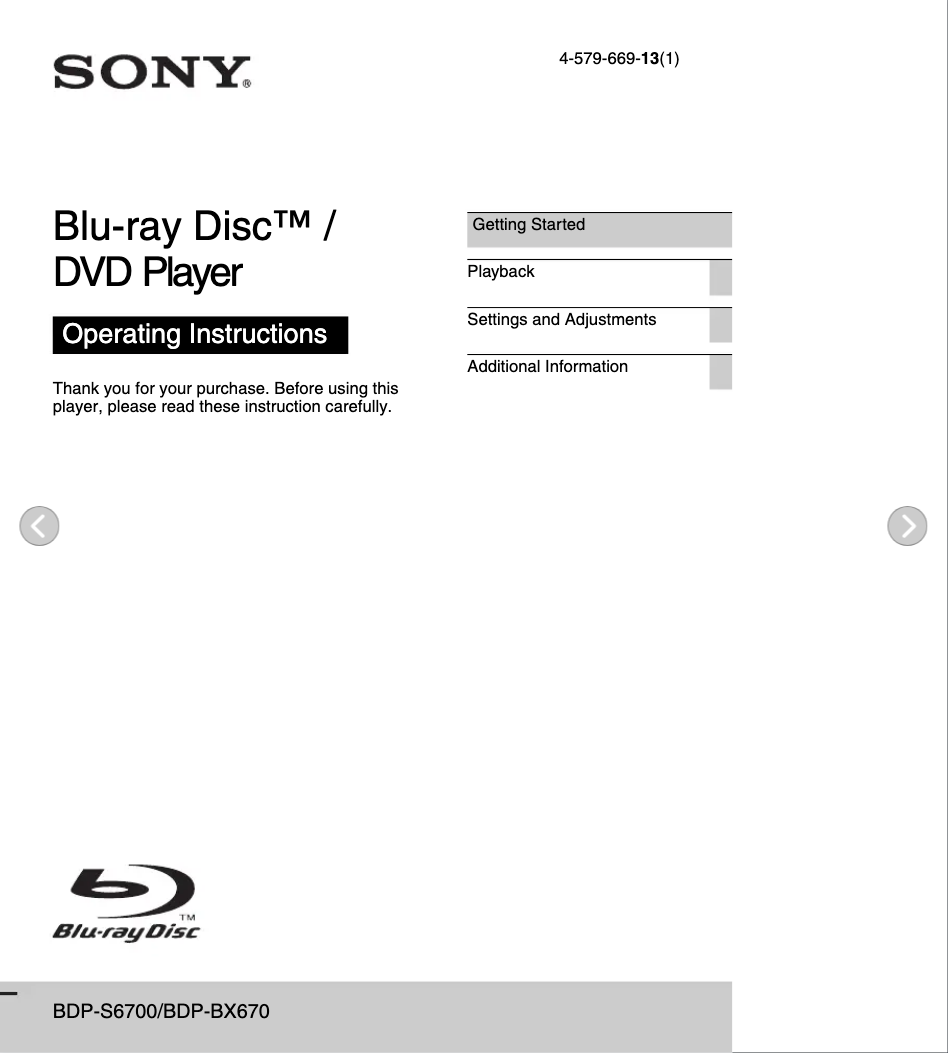 SONY®
4-579-669-13(1)
Blu-ray Disc™ /
DVD Player
Operating Instructions
Thank you for your purchase. Before using this
player, please read these instruction carefully.
Getting Started
Playback
Settings and Adjustments
Additional Information
Blu-ray Disc™
BDP-S6700/BDP-BX670